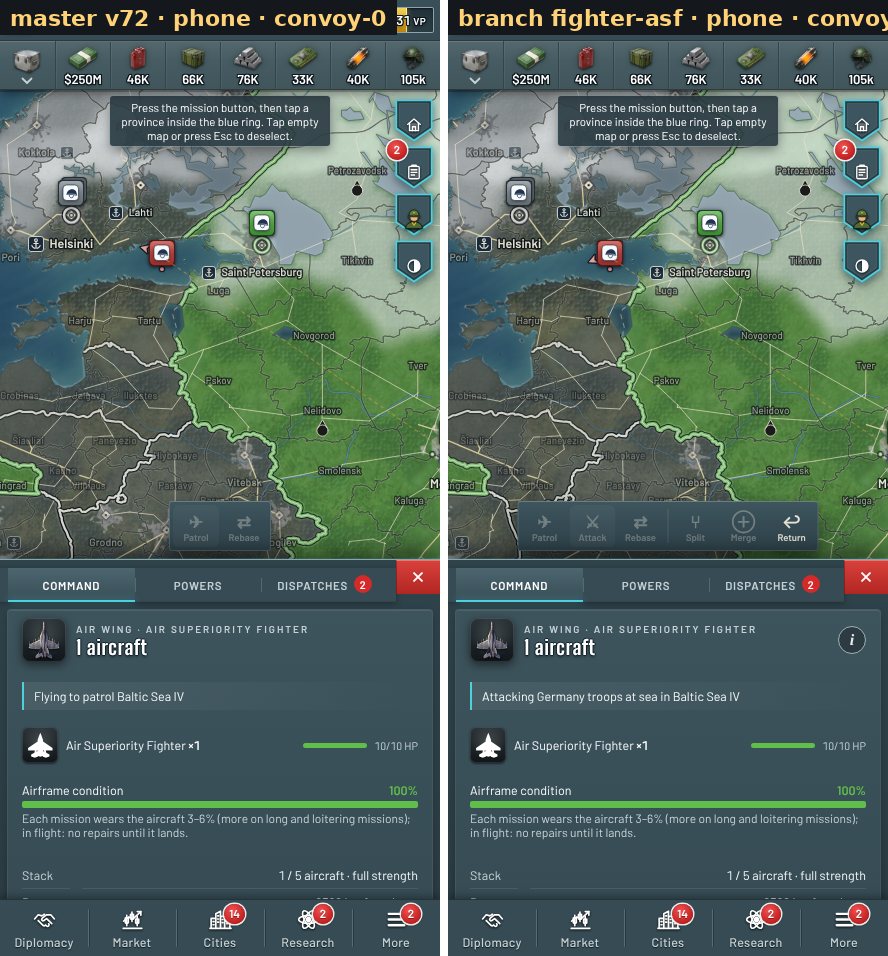 master v72 · phone · convoy-0
31 VP
$250M
46K
66K
76K
33K
40K
105k
Press the mission button, then tap a
province inside the blue ring. Tap empty
map or press Esc to deselect.
2
Kokkola
Petrozavodsk
Lahti
Helsinki
Pori
Saint Petersburg
Tikhvin
Luga
Harju
Tartu
Novgorod
Tver
Pskov
Nelidovo
Panevezio
Smolensk
Vitebsk
Kaluga
Grodno
Patrol
Rebase
COMMAND
POWERS
DISPATCHES 2
AIR WING · AIR SUPERIORITY FIGHTER
1 aircraft
Flying to patrol Baltic Sea IV
Air Superiority Fighter ×1
10/10 HP
Airframe condition
100%
Each mission wears the aircraft 3–6% (more on long and loitering missions);
in flight: no repairs until it lands.
Stack
1 / 5 aircraft · full strength
14
2
2
Diplomacy
Market
Cities
Research
More
branch fighter-asf · phone · convoy
$250M
46K
66K
76K
33K
40K
105k
Press the mission button, then tap a
province inside the blue ring. Tap empty
map or press Esc to deselect.
2
Kokkola
Petrozavodsk
Lahti
Helsinki
Pori
Saint Petersburg
Tikhvin
Luga
Harju
Tartu
Novgorod
Tver
Pskov
Nelidovo
Panevezio
Smolensk
Vitebsk
Kaluga
Patrol
Attack
Rebase
Split
Merge
Return
COMMAND
POWERS
DISPATCHES 2
AIR WING · AIR SUPERIORITY FIGHTER
1 aircraft
i
Attacking Germany troops at sea in Baltic Sea IV
Air Superiority Fighter ×1
10/10 HP
Airframe condition
100%
Each mission wears the aircraft 3–6% (more on long and loitering missions);
in flight: no repairs until it lands.
Stack
1 / 5 aircraft · full strength
14
2
2
Diplomacy
Market
Cities
Research
More